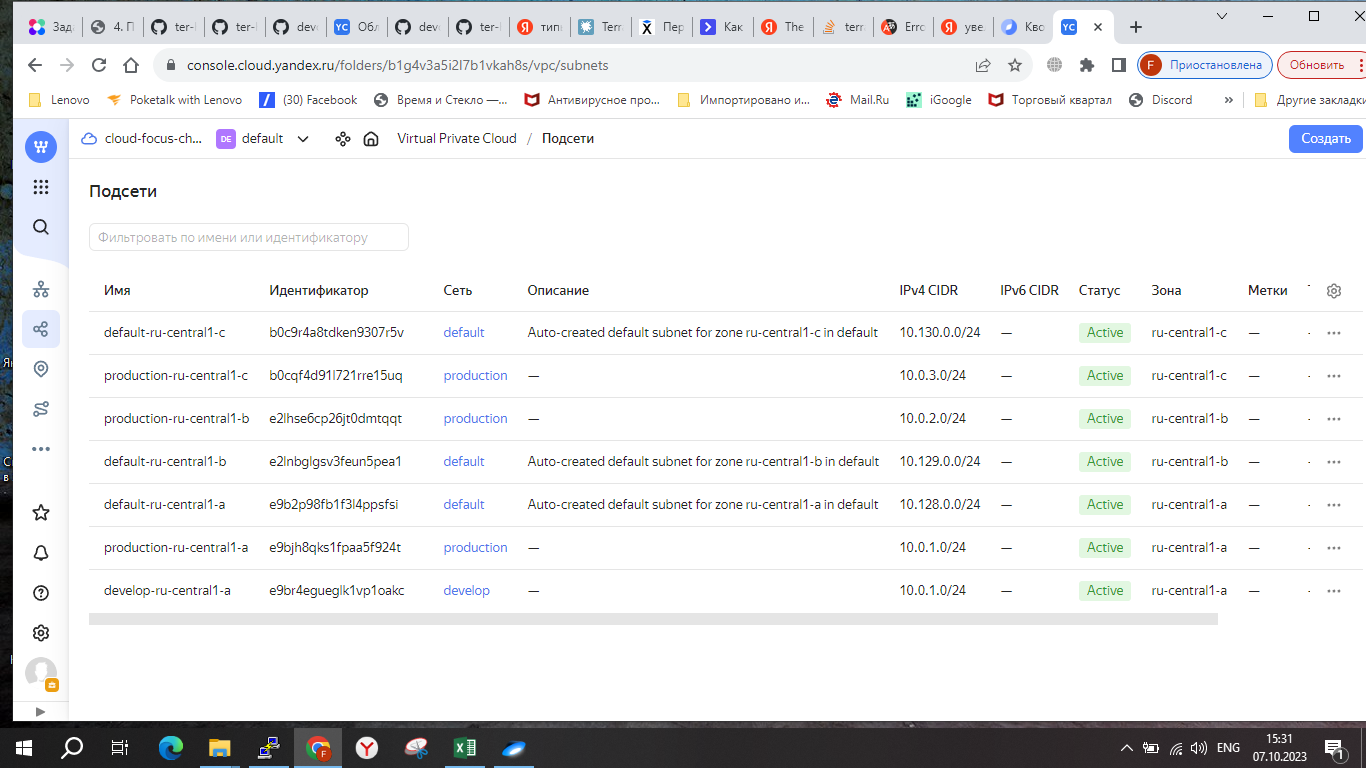 Зад
4. П
ter-
ter-
dev
YC Обл
dev
ter-
типи
Terr
Пер
Как
The
terra
Erro
уве
Кво
YC
console.cloud.yandex.ru/folders/b1g4v3a5i2l7b1vkah8s/vpc/subnets
F Приостановлена
Обновить
Lenovo
Poketalk with Lenovo
(30) Facebook
Время и Стекло —...
Антивирусное про...
Импортировано и...
Mail.Ru
iGoogle
Торговый квартал
Discord
»
Другие закладки
cloud-focus-ch...
DE default
Virtual Private Cloud / Подсети
Создать
Подсети
Фильтровать по имени или идентификатору
Имя Идентификатор Сеть Описание IPv4 CIDR IPv6 CIDR Статус Зона Метки
default-ru-central1-c b0c9r4a8tdken9307r5v default Auto-created default subnet for zone ru-central1-c in default 10.130.0.0/24 — Active ru-central1-c —
production-ru-central1-c b0cqf4d91l721rre15uq production — 10.0.3.0/24 — Active ru-central1-c —
production-ru-central1-b e2lhse6cp26jt0dmtqqt production — 10.0.2.0/24 — Active ru-central1-b —
default-ru-central1-b e2lnbglgsv3feun5pea1 default Auto-created default subnet for zone ru-central1-b in default 10.129.0.0/24 — Active ru-central1-b —
default-ru-central1-a e9b2p98fb1f3l4ppsfsi default Auto-created default subnet for zone ru-central1-a in default 10.128.0.0/24 — Active ru-central1-a —
production-ru-central1-a e9bjh8qks1fpaa5f924t production — 10.0.1.0/24 — Active ru-central1-a —
develop-ru-central1-a e9br4egueglk1vp1oakc develop — 10.0.1.0/24 — Active ru-central1-a —
ENG
15:31
07.10.2023
1